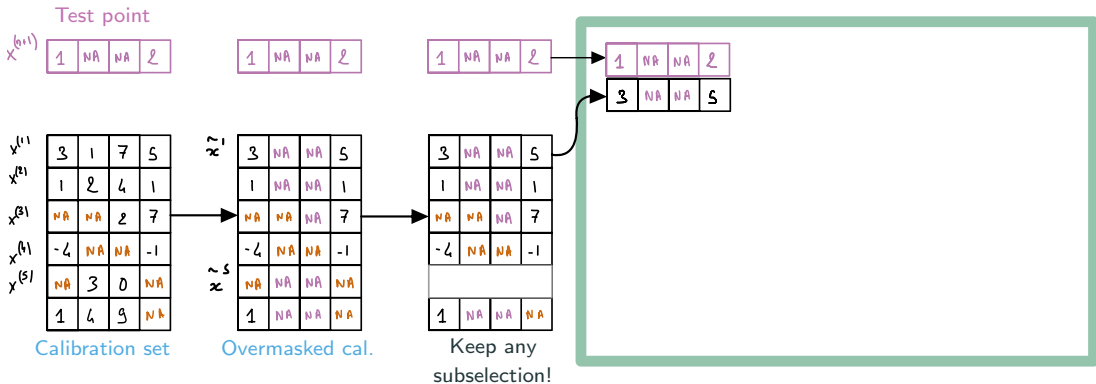 Test point
x^(n+1) 1 NA NA 2 1 NA NA 2 1 NA NA 2 1 NA NA 2
3 NA NA 5
x^(1) 3 1 7 5 x̃^1 3 NA NA 5 3 NA NA 5
x^(2) 1 2 4 1 1 NA NA 1 1 NA NA 1
x^(3) NA NA 2 7 NA NA NA 7 NA NA NA 7
x^(4) -4 NA NA -1 -4 NA NA -1 -4 NA NA -1
x^(5) NA 3 0 NA x̃^5 NA NA NA NA
1 4 9 NA 1 NA NA NA 1 NA NA NA
Calibration set Overmasked cal. Keep any
subselection!